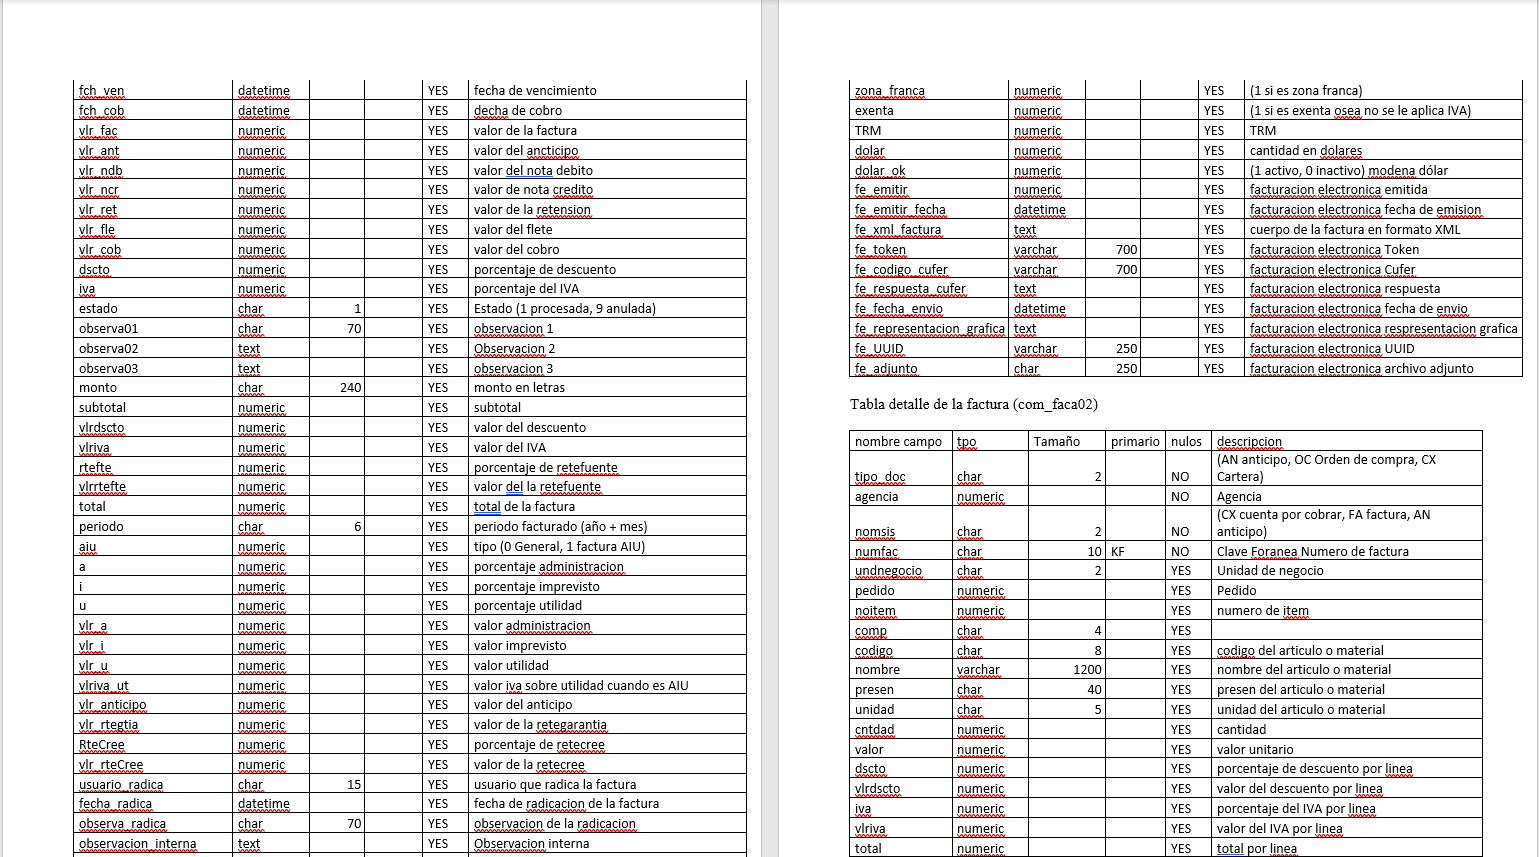 fch_ven datetime YES fecha de vencimiento
fch_cob datetime YES decha de cobro
vlr_fac numeric YES valor de la factura
vlr_ant numeric YES valor del ancticipo
vlr_ndb numeric YES valor del nota debito
vlr_ncr numeric YES valor de nota credito
vlr_ret numeric YES valor de la retension
vlr_fle numeric YES valor del flete
vlr_cob numeric YES valor del cobro
dscto numeric YES porcentaje de descuento
iva numeric YES porcentaje del IVA
estado char 1 YES Estado (1 procesada, 9 anulada)
observa01 char 70 YES observacion 1
observa02 text YES Observacion 2
observa03 text YES observacion 3
monto char 240 YES monto en letras
subtotal numeric YES subtotal
vlrdscto numeric YES valor del descuento
vlriva numeric YES valor del IVA
rtefte numeric YES porcentaje de retefuente
vlrrtefte numeric YES valor del la retefuente
total numeric YES total de la factura
periodo char 6 YES periodo facturado (año + mes)
aiu numeric YES tipo (0 General, 1 factura AIU)
a numeric YES porcentaje administracion
i numeric YES porcentaje imprevisto
u numeric YES porcentaje utilidad
vlr_a numeric YES valor administracion
vlr_i numeric YES valor imprevisto
vlr_u numeric YES valor utilidad
vlriva_ut numeric YES valor iva sobre utilidad cuando es AIU
vlr_anticipo numeric YES valor del anticipo
vlr_rtegtia numeric YES valor de la retegarantia
RteCree numeric YES porcentaje de retecree
vlr_rteCree numeric YES valor de la retecree
usuario_radica char 15 YES usuario que radica la factura
fecha_radica datetime YES fecha de radicacion de la factura
observa_radica char 70 YES observacion de la radicacion
observacion_interna text YES Observacion interna
zona_franca numeric YES (1 si es zona franca)
exenta numeric YES (1 si es exenta osea no se le aplica IVA)
TRM numeric YES TRM
dolar numeric YES cantidad en dolares
dolar_ok numeric YES (1 activo, 0 inactivo) modena dólar
fe_emitir numeric YES facturacion electronica emitida
fe_emitir_fecha datetime YES facturacion electronica fecha de emision
fe_xml_factura text YES cuerpo de la factura en formato XML
fe_token varchar 700 YES facturacion electronica Token
fe_codigo_cufer varchar 700 YES facturacion electronica Cufer
fe_respuesta_cufer text YES facturacion electronica respuesta
fe_fecha_envio datetime YES facturacion electronica fecha de envio
fe_representacion_grafica text YES facturacion electronica respresentacion grafica
fe_UUID varchar 250 YES facturacion electronica UUID
fe_adjunto char 250 YES facturacion electronica archivo adjunto
Tabla detalle de la factura (com_faca02)
nombre campo tpo Tamaño primario nulos descripcion
(AN anticipo, OC Orden de compra, CX
tipo_doc char 2 NO Cartera)
agencia numeric NO Agencia
(CX cuenta por cobrar, FA factura, AN
nomsis char 2 NO anticipo)
numfac char 10 KF NO Clave Foranea Numero de factura
undnegocio char 2 YES Unidad de negocio
pedido numeric YES Pedido
noitem numeric YES numero de item
comp char 4 YES
codigo char 8 YES codigo del articulo o material
nombre varchar 1200 YES nombre del articulo o material
presen char 40 YES presen del articulo o material
unidad char 5 YES unidad del articulo o material
cntdad numeric YES cantidad
valor numeric YES valor unitario
dscto numeric YES porcentaje de descuento por linea
vlrdscto numeric YES valor del descuento por linea
iva numeric YES porcentaje del IVA por linea
vlriva numeric YES valor del IVA por linea
total numeric YES total por linea